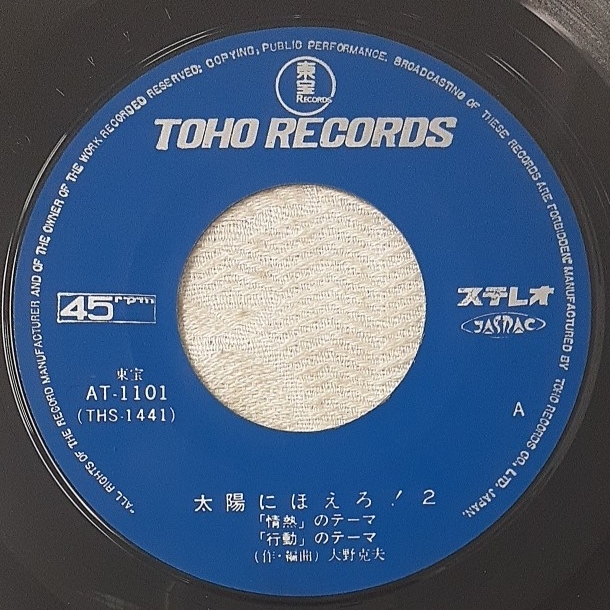 東宝
RECORDS
TOHO RECORDS
"ALL RIGHTS OF THE RECORD MANUFACTURER AND OF THE OWNER OF THE WORK RECORDED RESERVED; COPYING, PUBLIC PERFORMANCE, BROADCASTING OF THESE RECORDS ARE FORBIDDEN" MANUFACTURED BY TOHO RECORDS CO., LTD. JAPAN.
45rpm
ステレオ
JASRAC
東宝
AT-1101
(THS-1441)
A
太陽にほえろ!2
「情熱」のテーマ
「行動」のテーマ
(作・編曲)大野克夫